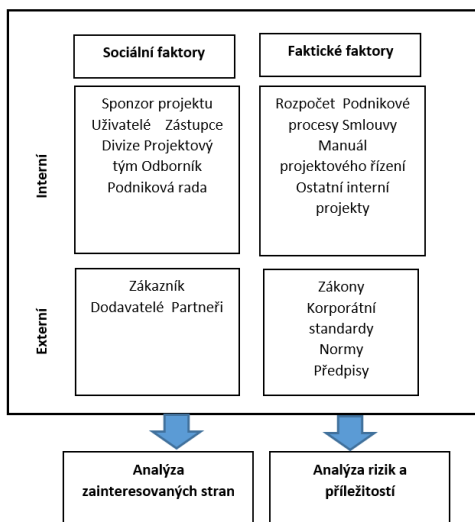 Sociální faktory
Faktické faktory
Interní
Sponzor projektu
Uživatelé Zástupce
Divize Projektový
tým Odborník
Podniková rada
Rozpočet Podnikové
procesy Smlouvy
Manuál
projektového řízení
Ostatní interní
projekty
Externí
Zákazník
Dodavatelé Partneři
Zákony
Korporátní
standardy
Normy
Předpisy
Analýza
zainteresovaných stran
Analýza rizik a
příležitostí